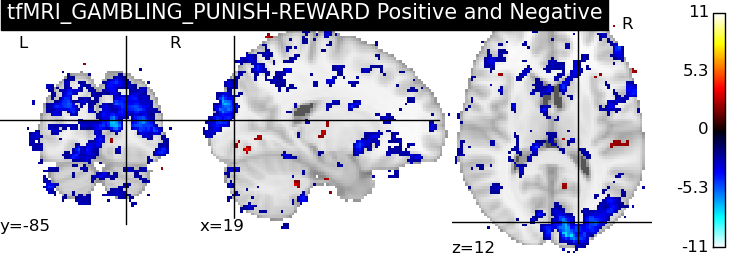 tfMRI_GAMBLING_PUNISH-REWARD Positive and Negative
L R
R
y=-85
x=19
z=12
11
5.3
0
-5.3
-11